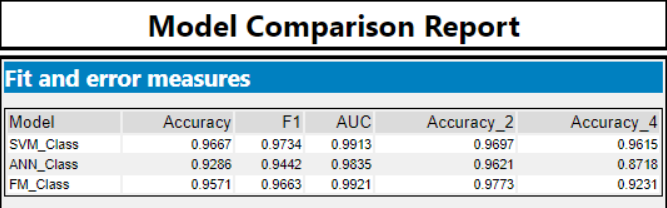 Model Comparison Report
Fit and error measures
Model Accuracy F1 AUC Accuracy_2 Accuracy_4
SVM_Class 0.9667 0.9734 0.9913 0.9697 0.9615
ANN_Class 0.9286 0.9442 0.9835 0.9621 0.8718
FM_Class 0.9571 0.9663 0.9921 0.9773 0.9231